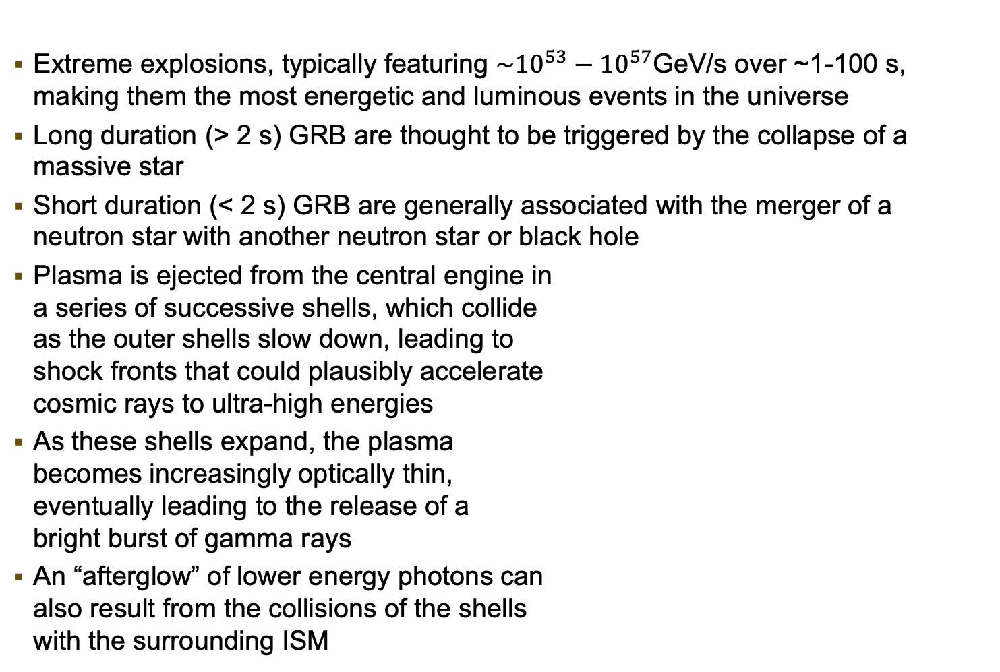 ▪ Extreme explosions, typically featuring ~10⁵³ – 10⁵⁷GeV/s over ~1-100 s,
making them the most energetic and luminous events in the universe
▪ Long duration (> 2 s) GRB are thought to be triggered by the collapse of a
massive star
▪ Short duration (< 2 s) GRB are generally associated with the merger of a
neutron star with another neutron star or black hole
▪ Plasma is ejected from the central engine in
a series of successive shells, which collide
as the outer shells slow down, leading to
shock fronts that could plausibly accelerate
cosmic rays to ultra-high energies
▪ As these shells expand, the plasma
becomes increasingly optically thin,
eventually leading to the release of a
bright burst of gamma rays
▪ An “afterglow” of lower energy photons can
also result from the collisions of the shells
with the surrounding ISM